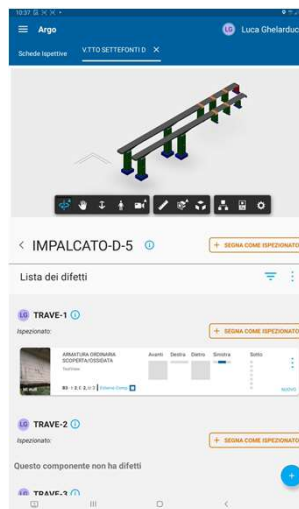 10:37
Argo
LG Luca Ghelarduc
Schede Ispettive V.TTO SETTEFONTI D ×
< IMPALCATO-D-5
+ SEGNA COME ISPEZIONATO
Lista dei difetti
LG TRAVE-1
Ispezionato:
+ SEGNA COME ISPEZIONATO
ARMATURA ORDINARIA
SCOPERTA/OSSIDATA
Avanti Destra Dietro Sinistra Sotto
NUOVO
LG TRAVE-2
Ispezionato:
+ SEGNA COME ISPEZIONATO
Questo componente non ha difetti
+
LG TRAVE-3